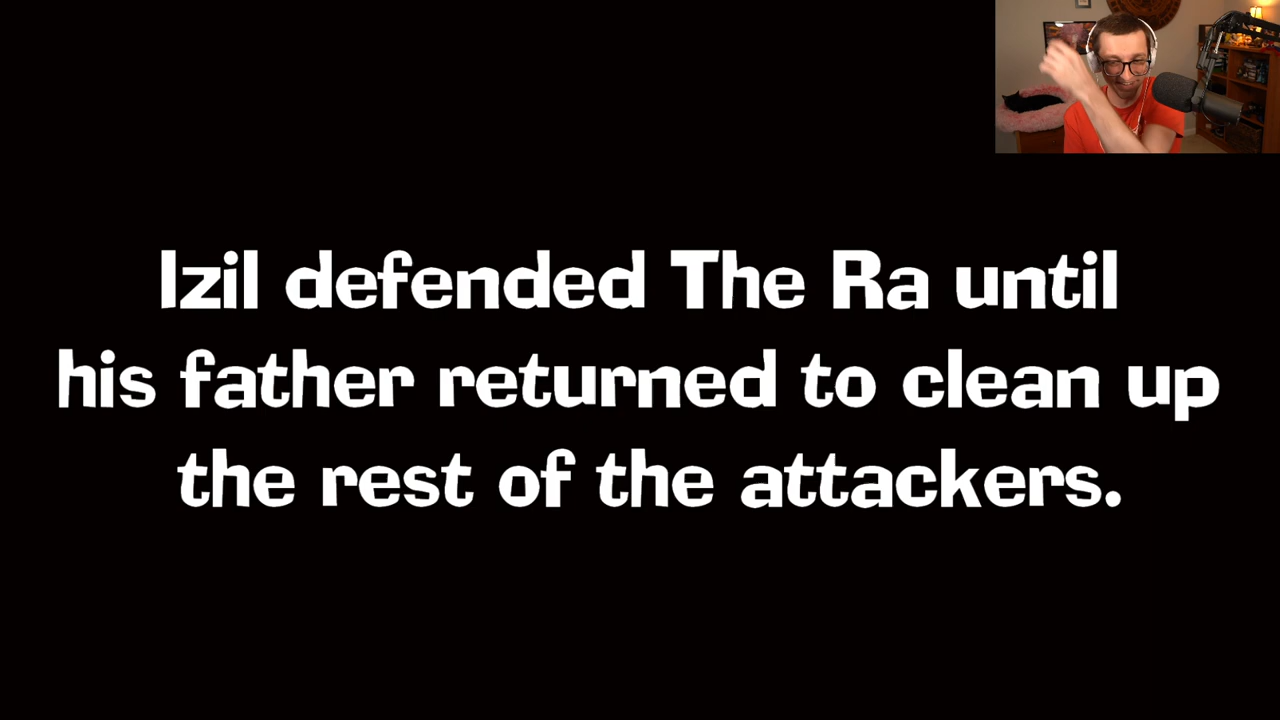 Izil defended The Ra until
his father returned to clean up
the rest of the attackers.